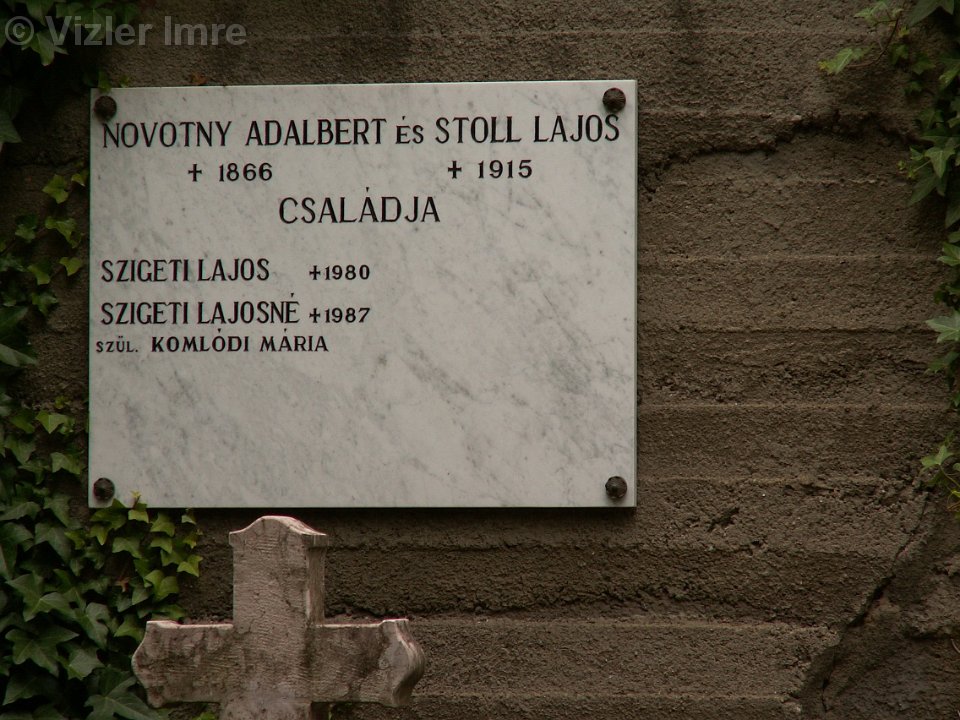 © Vizler Imre
NOVOTNY ADALBERT ÉS STOLL LAJOS
✝ 1866 ✝ 1915
CSALÁDJA
SZIGETI LAJOS ✝1980
SZIGETI LAJOSNÉ ✝1987
SZÜL. KOMLÓDI MÁRIA